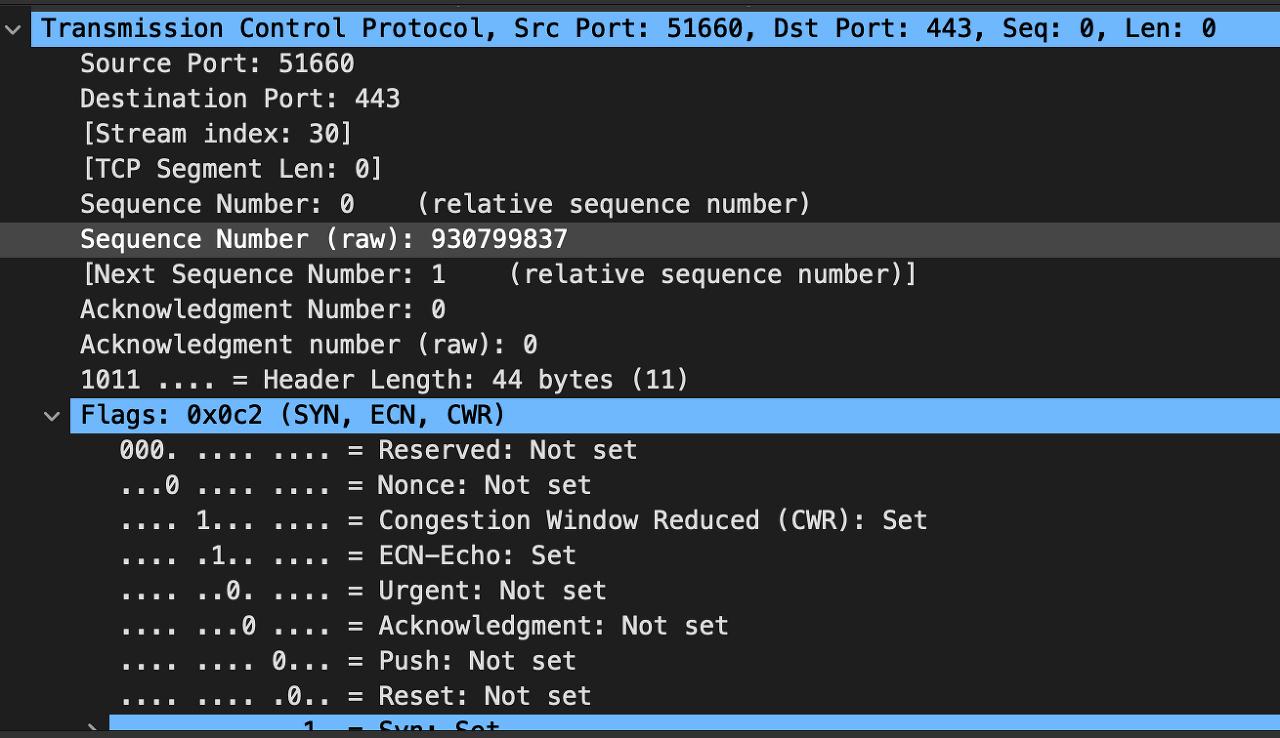 Transmission Control Protocol, Src Port: 51660, Dst Port: 443, Seq: 0, Len: 0
Source Port: 51660
Destination Port: 443
[Stream index: 30]
[TCP Segment Len: 0]
Sequence Number: 0    (relative sequence number)
Sequence Number (raw): 930799837
[Next Sequence Number: 1    (relative sequence number)]
Acknowledgment Number: 0
Acknowledgment number (raw): 0
1011 .... = Header Length: 44 bytes (11)
Flags: 0x0c2 (SYN, ECN, CWR)
000. .... .... = Reserved: Not set
...0 .... .... = Nonce: Not set
.... 1... .... = Congestion Window Reduced (CWR): Set
.... .1.. .... = ECN-Echo: Set
.... ..0. .... = Urgent: Not set
.... ...0 .... = Acknowledgment: Not set
.... .... 0... = Push: Not set
.... .... .0.. = Reset: Not set
1. = Syn: Set